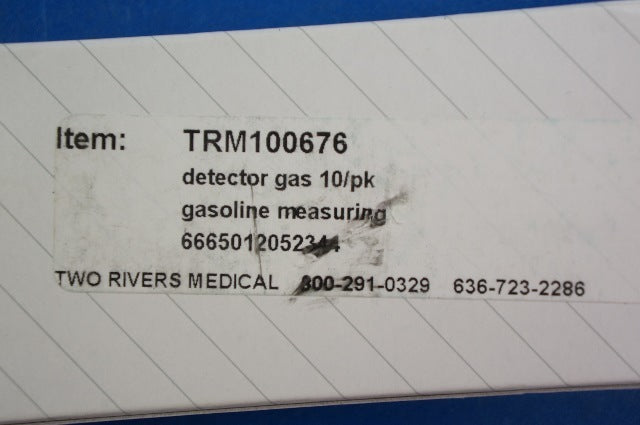 Item: TRM100676
detector gas 10/pk
gasoline measuring
6665012052344
TWO RIVERS MEDICAL 800-291-0329 636-723-2286